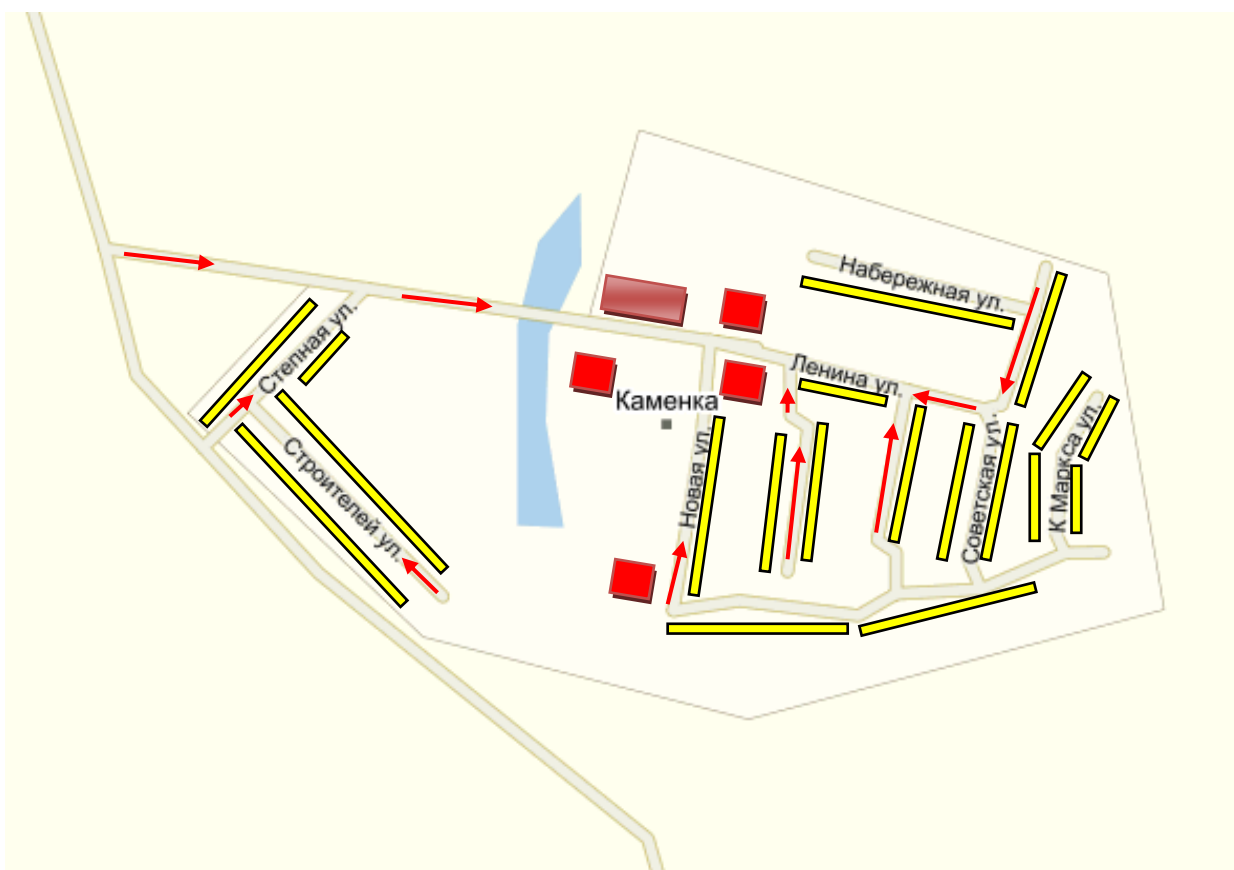 Набережная ул.
Степная ул.
Ленина ул.
Каменка
Новая ул.
Советская ул.
К Маркса ул.
Строителей ул.